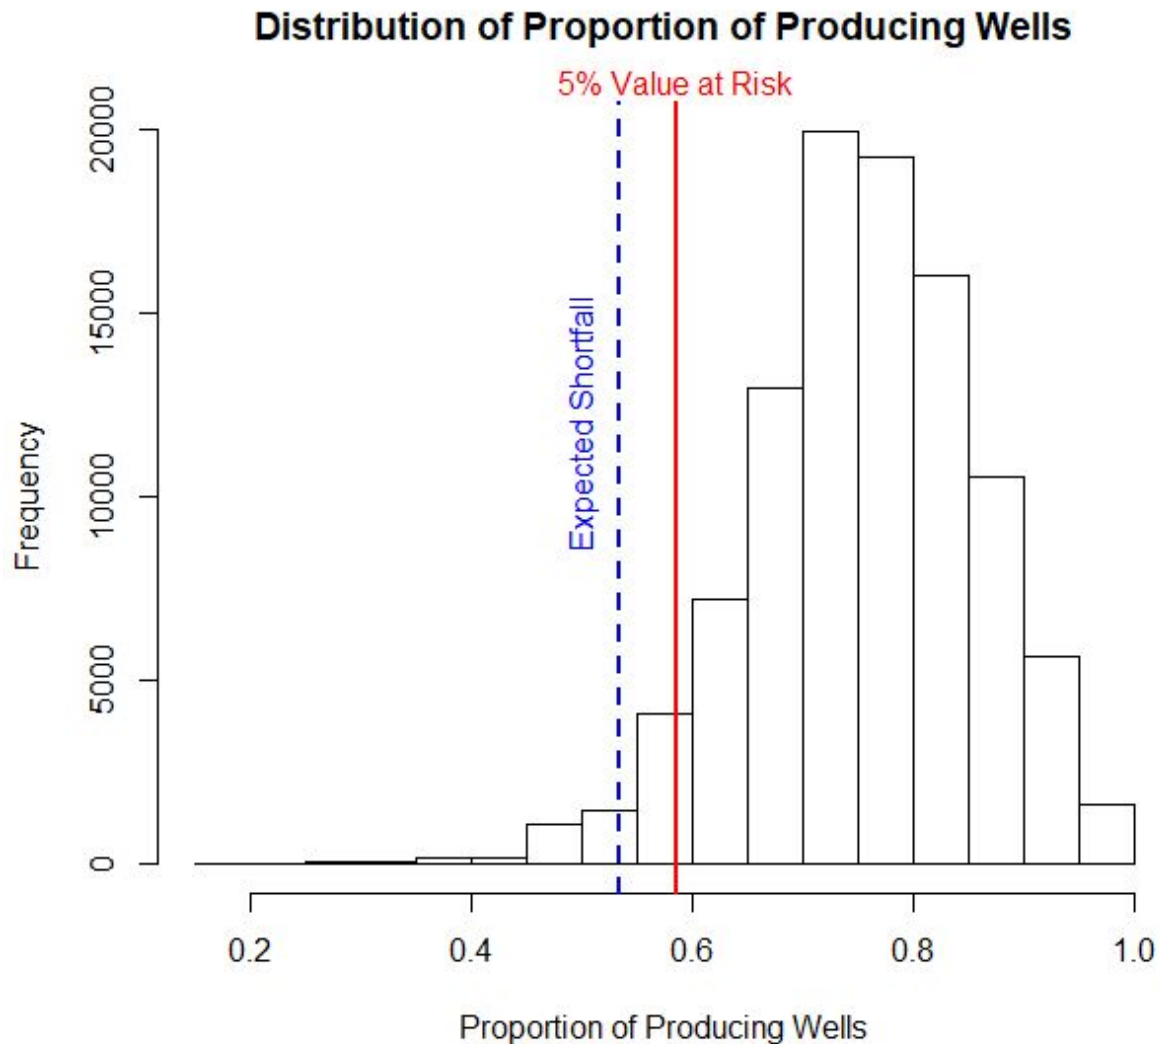 Distribution of Proportion of Producing Wells
5% Value at Risk
Expected Shortfall
Frequency
20000
15000
10000
5000
0
0.2 0.4 0.6 0.8 1.0
Proportion of Producing Wells